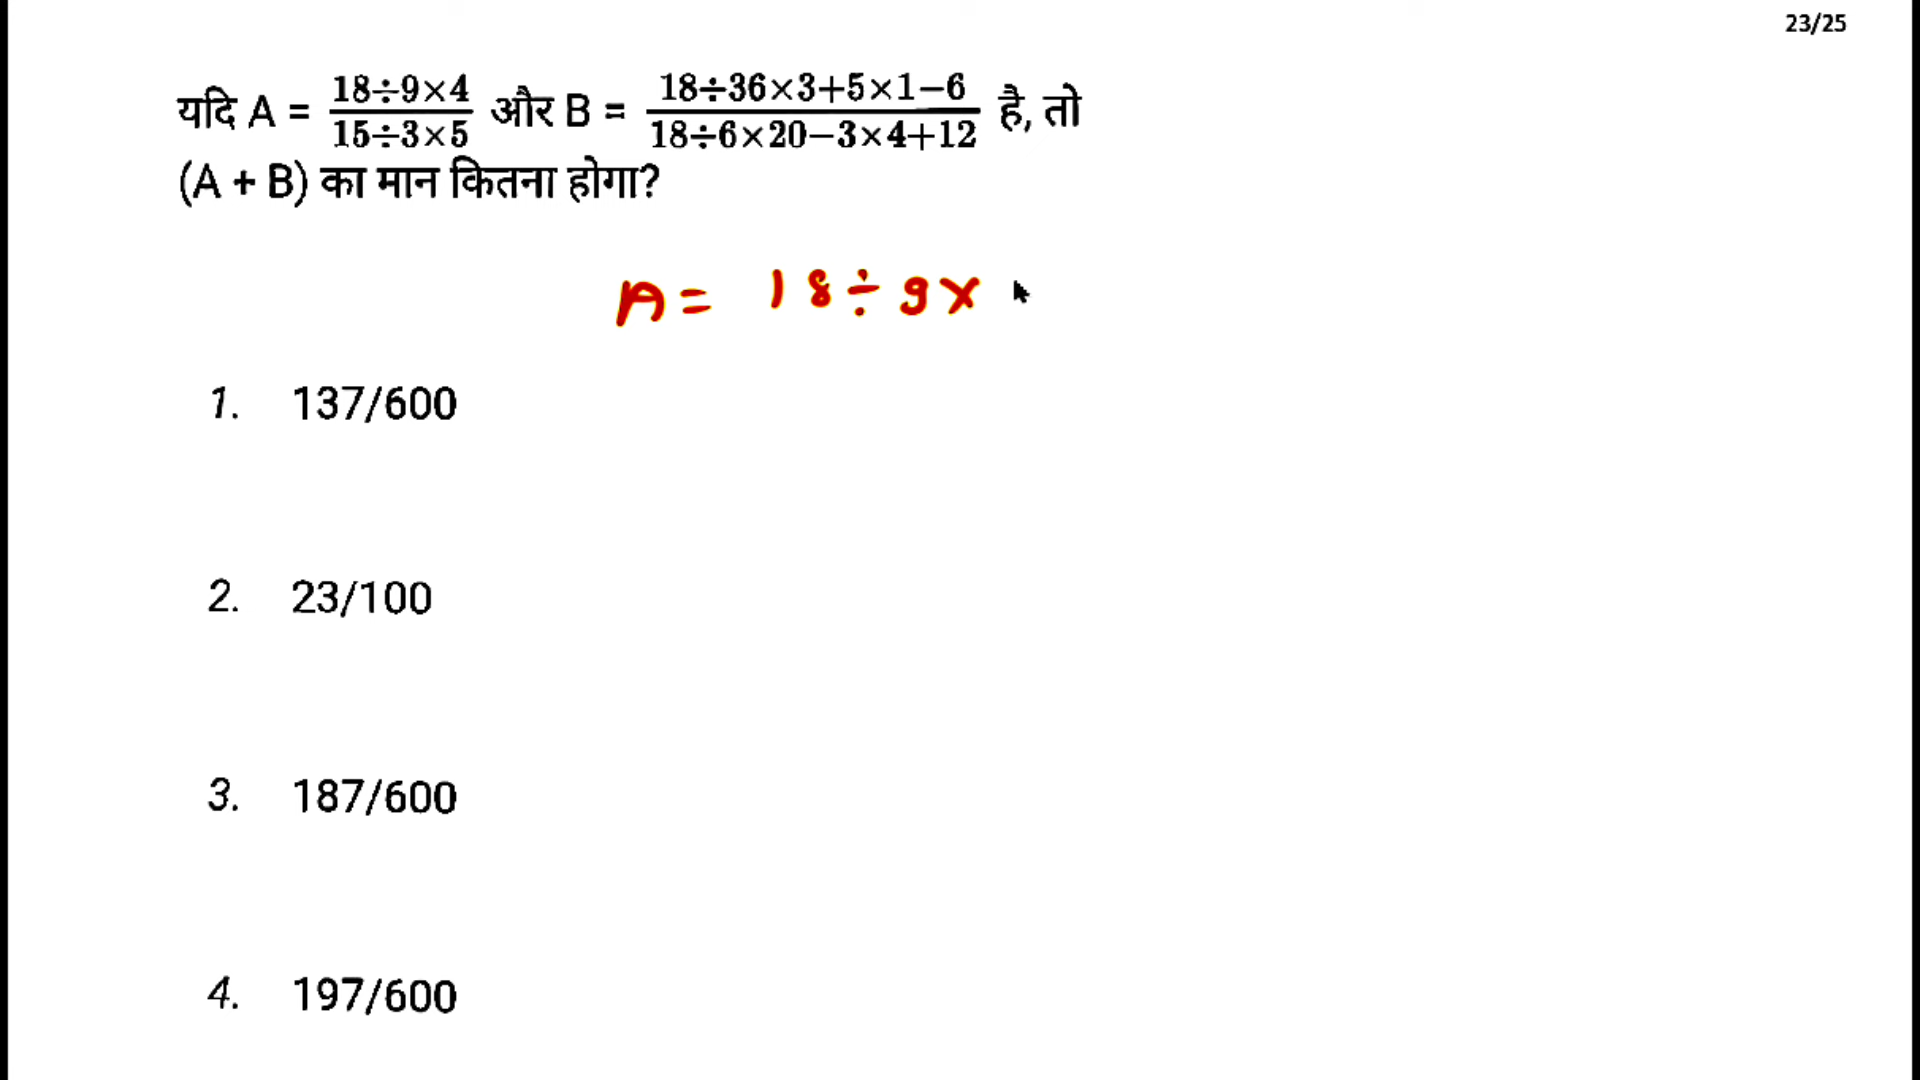 23/25
यदि A = 18÷9×4/15÷3×5 और B = 18÷36×3+5×1−6/18÷6×20−3×4+12 है, तो
(A + B) का मान कितना होगा?
A = 18÷9×
1. 137/600
2. 23/100
3. 187/600
4. 197/600